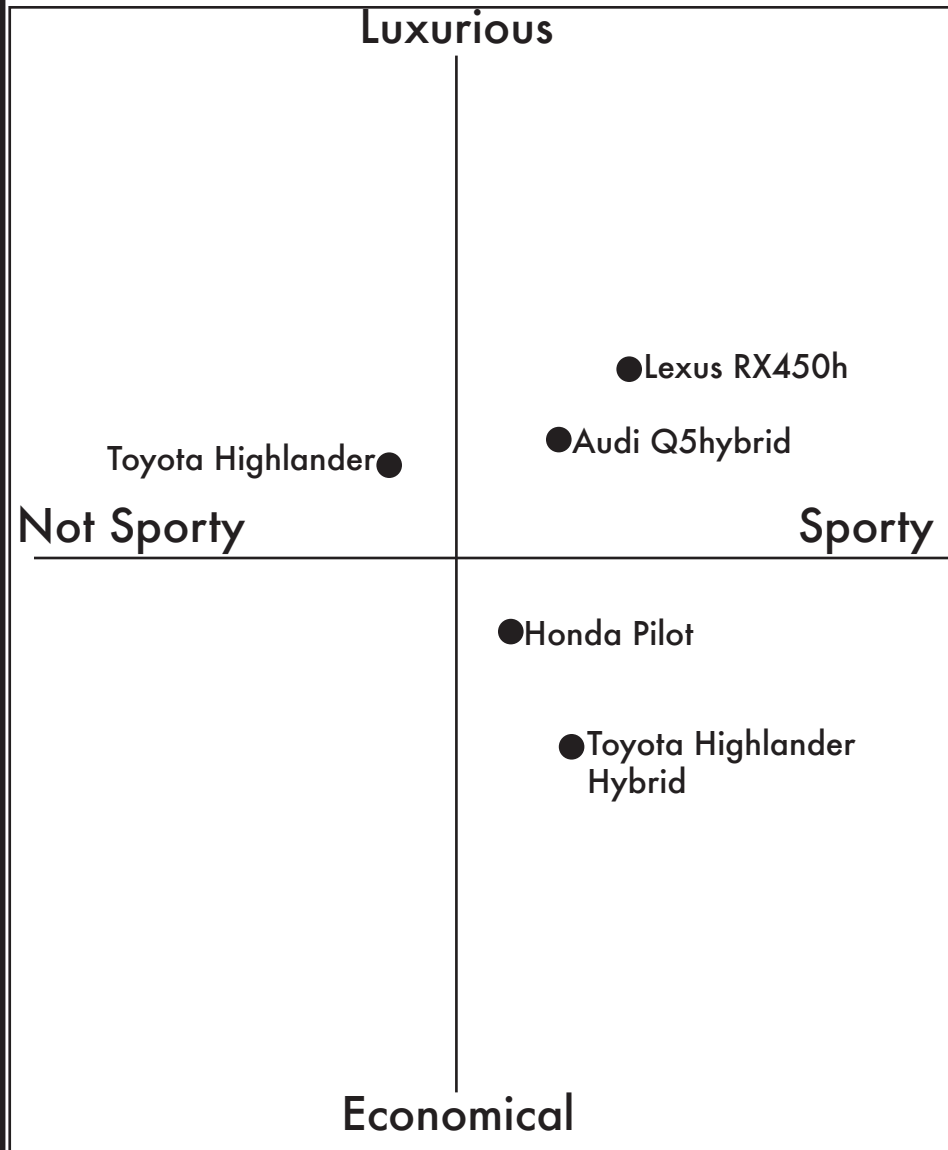 Luxurious
Lexus RX450h
Audi Q5hybrid
Toyota Highlander
Not Sporty
Sporty
Honda Pilot
Toyota Highlander
Hybrid
Economical